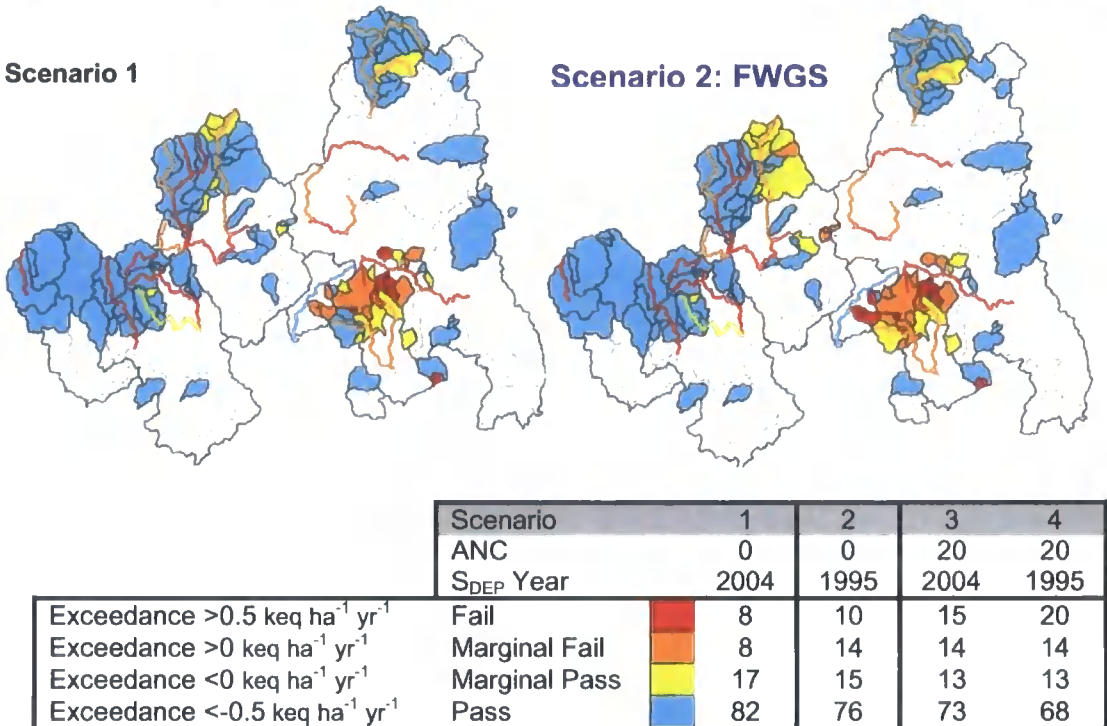 Scenario 1
Scenario 2: FWGS
Scenario 1 2 3 4
ANC 0 0 20 20
S_DEP Year 2004 1995 2004 1995
Exceedance >0.5 keq ha⁻¹ yr⁻¹ Fail 8 10 15 20
Exceedance >0 keq ha⁻¹ yr⁻¹ Marginal Fail 8 14 14 14
Exceedance <0 keq ha⁻¹ yr⁻¹ Marginal Pass 17 15 13 13
Exceedance <-0.5 keq ha⁻¹ yr⁻¹ Pass 82 76 73 68